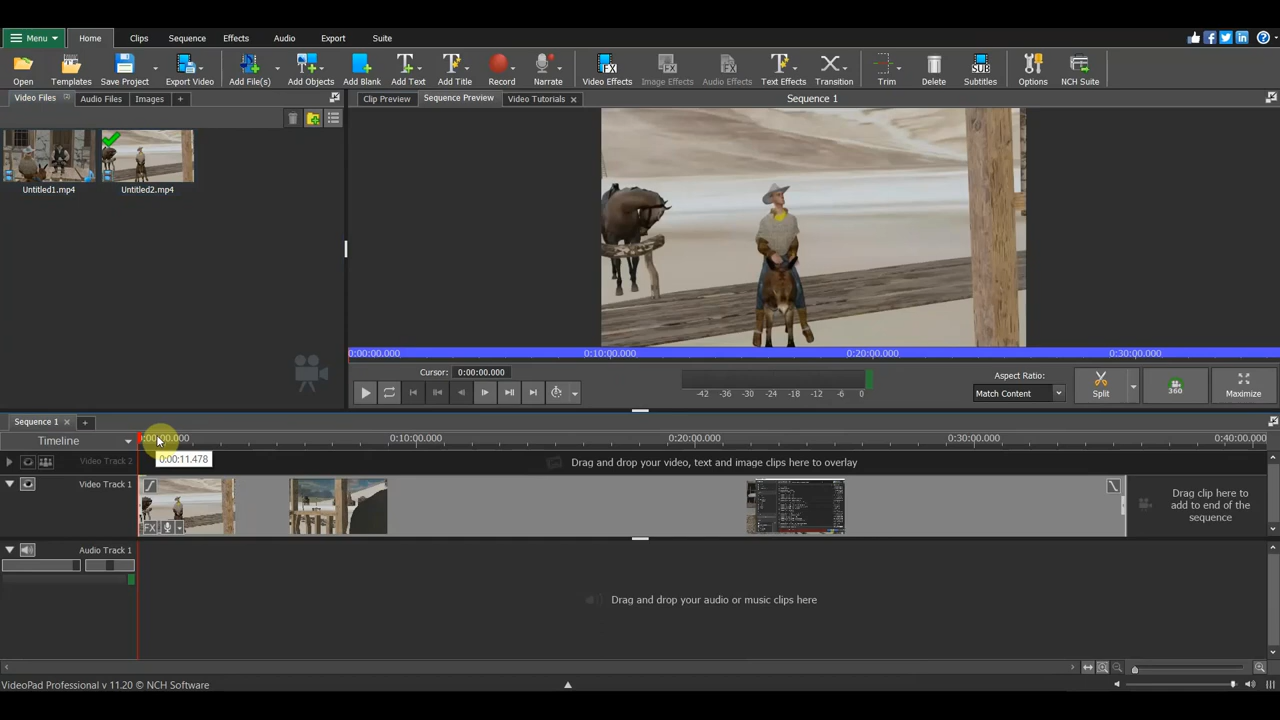 Menu Home Clips Sequence Effects Audio Export Suite
Open Templates Save Project Export Video Add File(s) Add Objects Add Blank Add Text Add Title Record Narrate Video Effects Image Effects Audio Effects Text Effects Transition Trim Delete Subtitles Options NCH Suite
Video Files Audio Files Images + Clip Preview Sequence Preview Video Tutorials Sequence 1
Untitled1.mp4 Untitled2.mp4
0:00:00.000 0:10:00.000 0:20:00.000 0:30:00.000
Cursor: 0:00:00.000
Aspect Ratio:
-42 -36 -30 -24 -18 -12 -6 0
Match Content
Split 360 Maximize
Sequence 1 +
Timeline 0:00:00.000 0:10:00.000 0:20:00.000 0:30:00.000 0:40:00.000
0:00:11.478
Video Track 2 Drag and drop your video, text and image clips here to overlay
Video Track 1
FX
Drag clip here to
add to end of the
sequence
Audio Track 1
Drag and drop your audio or music clips here
VideoPad Professional v 11.20 © NCH Software